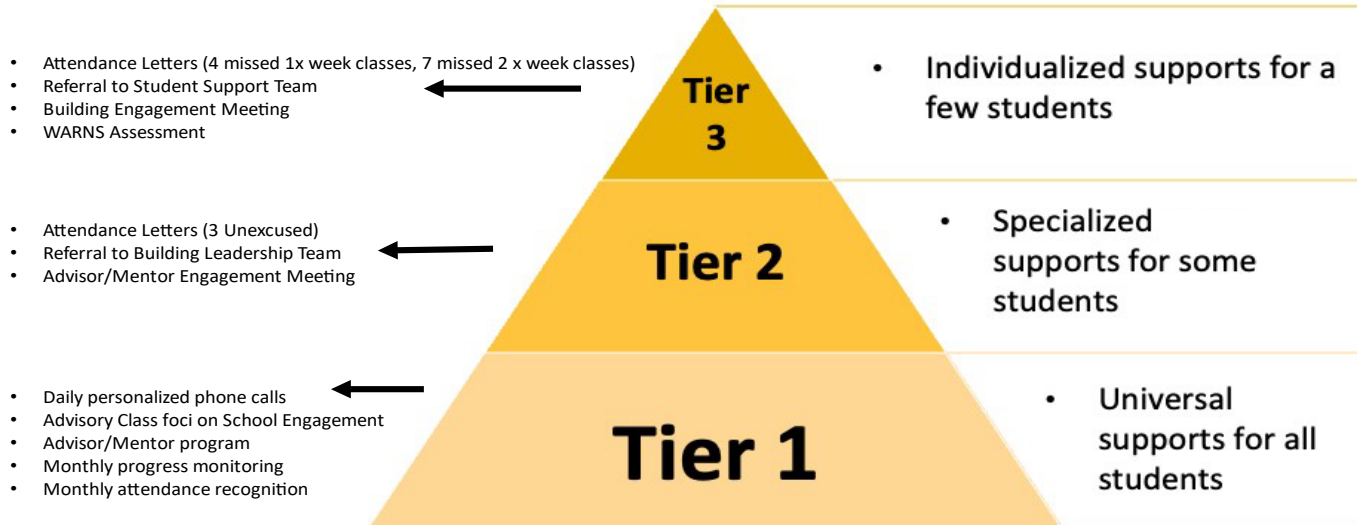 • Attendance Letters (4 missed 1x week classes, 7 missed 2 x week classes)
• Referral to Student Support Team
• Building Engagement Meeting
• WARNS Assessment
Tier
3
• Individualized supports for a
few students
• Attendance Letters (3 Unexcused)
• Referral to Building Leadership Team
• Advisor/Mentor Engagement Meeting
Tier 2
• Specialized
supports for some
students
• Daily personalized phone calls
• Advisory Class foci on School Engagement
• Advisor/Mentor program
• Monthly progress monitoring
• Monthly attendance recognition
Tier 1
• Universal
supports for all
students